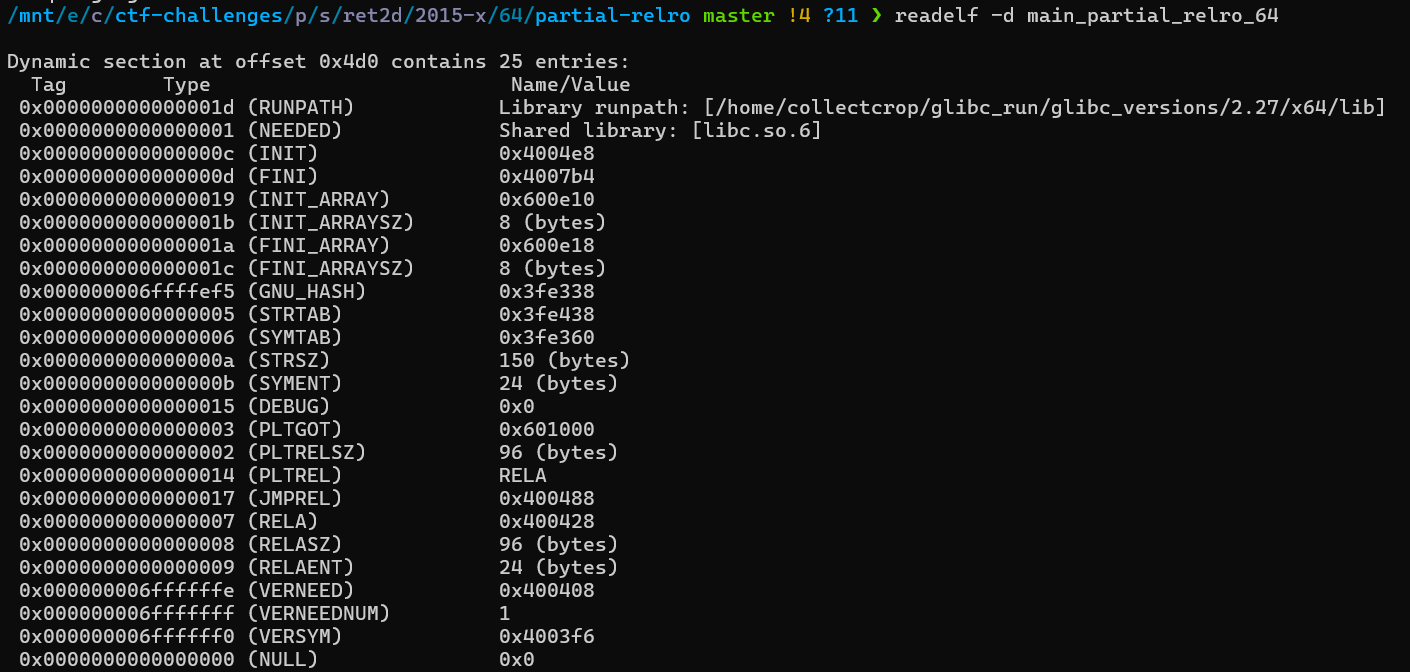 /mnt/e/c/ctf-challenges/p/s/ret2d/2015-x/64/partial-relro master !4 ?11 ❯ readelf -d main_partial_relro_64
Dynamic section at offset 0x4d0 contains 25 entries:
  Tag        Type                         Name/Value
 0x000000000000001d (RUNPATH)            Library runpath: [/home/collectcrop/glibc_run/glibc_versions/2.27/x64/lib]
 0x0000000000000001 (NEEDED)             Shared library: [libc.so.6]
 0x000000000000000c (INIT)               0x4004e8
 0x000000000000000d (FINI)               0x4007b4
 0x0000000000000019 (INIT_ARRAY)         0x600e10
 0x000000000000001b (INIT_ARRAYSZ)       8 (bytes)
 0x000000000000001a (FINI_ARRAY)         0x600e18
 0x000000000000001c (FINI_ARRAYSZ)       8 (bytes)
 0x000000006ffffef5 (GNU_HASH)           0x3fe338
 0x0000000000000005 (STRTAB)             0x3fe438
 0x0000000000000006 (SYMTAB)             0x3fe360
 0x000000000000000a (STRSZ)              150 (bytes)
 0x000000000000000b (SYMENT)             24 (bytes)
 0x0000000000000015 (DEBUG)              0x0
 0x0000000000000003 (PLTGOT)             0x601000
 0x0000000000000002 (PLTRELSZ)           96 (bytes)
 0x0000000000000014 (PLTREL)             RELA
 0x0000000000000017 (JMPREL)             0x400488
 0x0000000000000007 (RELA)               0x400428
 0x0000000000000008 (RELASZ)             96 (bytes)
 0x0000000000000009 (RELAENT)            24 (bytes)
 0x000000006ffffffe (VERNEED)            0x400408
 0x000000006fffffff (VERNEEDNUM)         1
 0x000000006ffffff0 (VERSYM)             0x4003f6
 0x0000000000000000 (NULL)               0x0